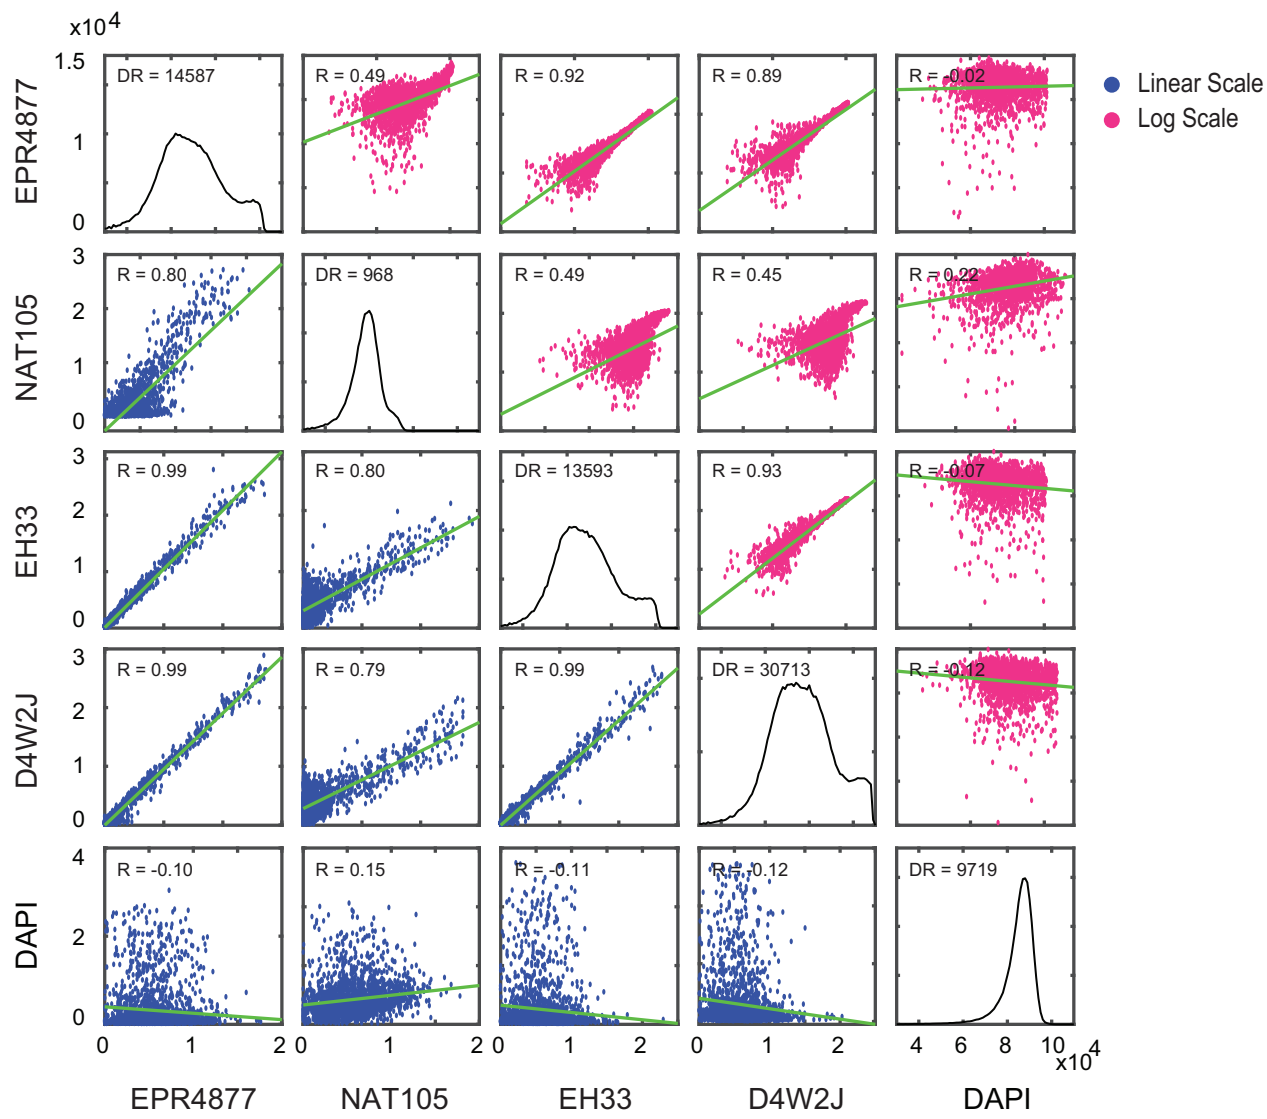 x10^4
1.5
1
0
EPR4877
DR = 14587
R = 0.49
R = 0.92
R = 0.89
R = -0.02
Linear Scale
Log Scale
3
2
1
0
NAT105
R = 0.80
DR = 968
R = 0.49
R = 0.45
R = 0.22
3
2
1
0
EH33
R = 0.99
R = 0.80
DR = 13593
R = 0.93
R = -0.07
3
2
1
0
D4W2J
R = 0.99
R = 0.79
R = 0.99
DR = 30713
R = -0.12
4
2
0
DAPI
R = -0.10
R = 0.15
R = -0.11
R = -0.12
DR = 9719
0 1 2 0 1 2 0 1 2 0 1 2 4 6 8 10
x10^4
EPR4877 NAT105 EH33 D4W2J DAPI